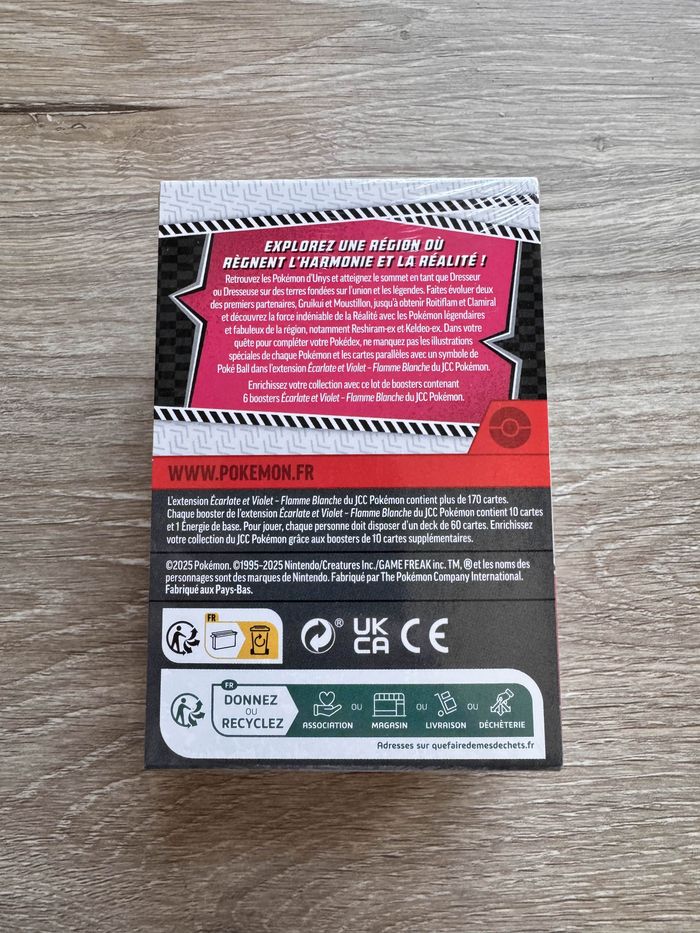 EXPLOREZ UNE RÉGION OÙ
RÈGNENT L'HARMONIE ET LA RÉALITÉ !
Retrouvez les Pokémon d'Unys et atteignez le sommet en tant que Dresseur
ou Dresseuse sur des terres fondées sur l'union et les légendes. Faites évoluer deux
des premiers partenaires, Gruikui et Moustillon, jusqu'à obtenir Roitiflam et Clamiral
et découvrez la force indéniable de la Réalité avec les Pokémon légendaires
et fabuleux de la région, notamment Reshiram-ex et Keldeo-ex. Dans votre
quête pour compléter votre Pokédex, ne manquez pas les illustrations
spéciales de chaque Pokémon et les cartes parallèles avec un symbole de
Poké Ball dans l'extension Écarlate et Violet – Flamme Blanche du JCC Pokémon.
Enrichissez votre collection avec ce lot de boosters contenant
6 boosters Écarlate et Violet – Flamme Blanche du JCC Pokémon.
WWW.POKEMON.FR
L'extension Écarlate et Violet – Flamme Blanche du JCC Pokémon contient plus de 170 cartes.
Chaque booster de l'extension Écarlate et Violet – Flamme Blanche du JCC Pokémon contient 10 cartes
et 1 Énergie de base. Pour jouer, chaque personne doit disposer d'un deck de 60 cartes. Enrichissez
votre collection du JCC Pokémon grâce aux boosters de 10 cartes supplémentaires.
©2025 Pokémon. ©1995–2025 Nintendo/Creatures Inc./GAME FREAK inc. TM, ® et les noms des
personnages sont des marques de Nintendo. Fabriqué par The Pokémon Company International.
Fabriqué aux Pays-Bas.
FR
® UK CA CE
FR
DONNEZ
OU
RECYCLEZ
ASSOCIATION OU MAGASIN OU LIVRAISON OU DÉCHÈTERIE
Adresses sur quefairedemesdechets.fr